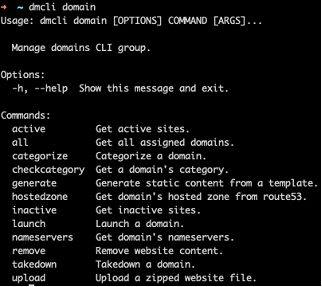 ➜  ~ dmcli domain
Usage: dmcli domain [OPTIONS] COMMAND [ARGS]...

  Manage domains CLI group.

Options:
  -h, --help  Show this message and exit.

Commands:
  active         Get active sites.
  all            Get all assigned domains.
  categorize     Categorize a domain.
  checkcategory  Get a domain's category.
  generate       Generate static content from a template.
  hostedzone     Get domain's hosted zone from route53.
  inactive       Get inactive sites.
  launch         Launch a domain.
  nameservers    Get domain's nameservers.
  remove         Remove website content.
  takedown       Takedown a domain.
  upload         Upload a zipped website file.